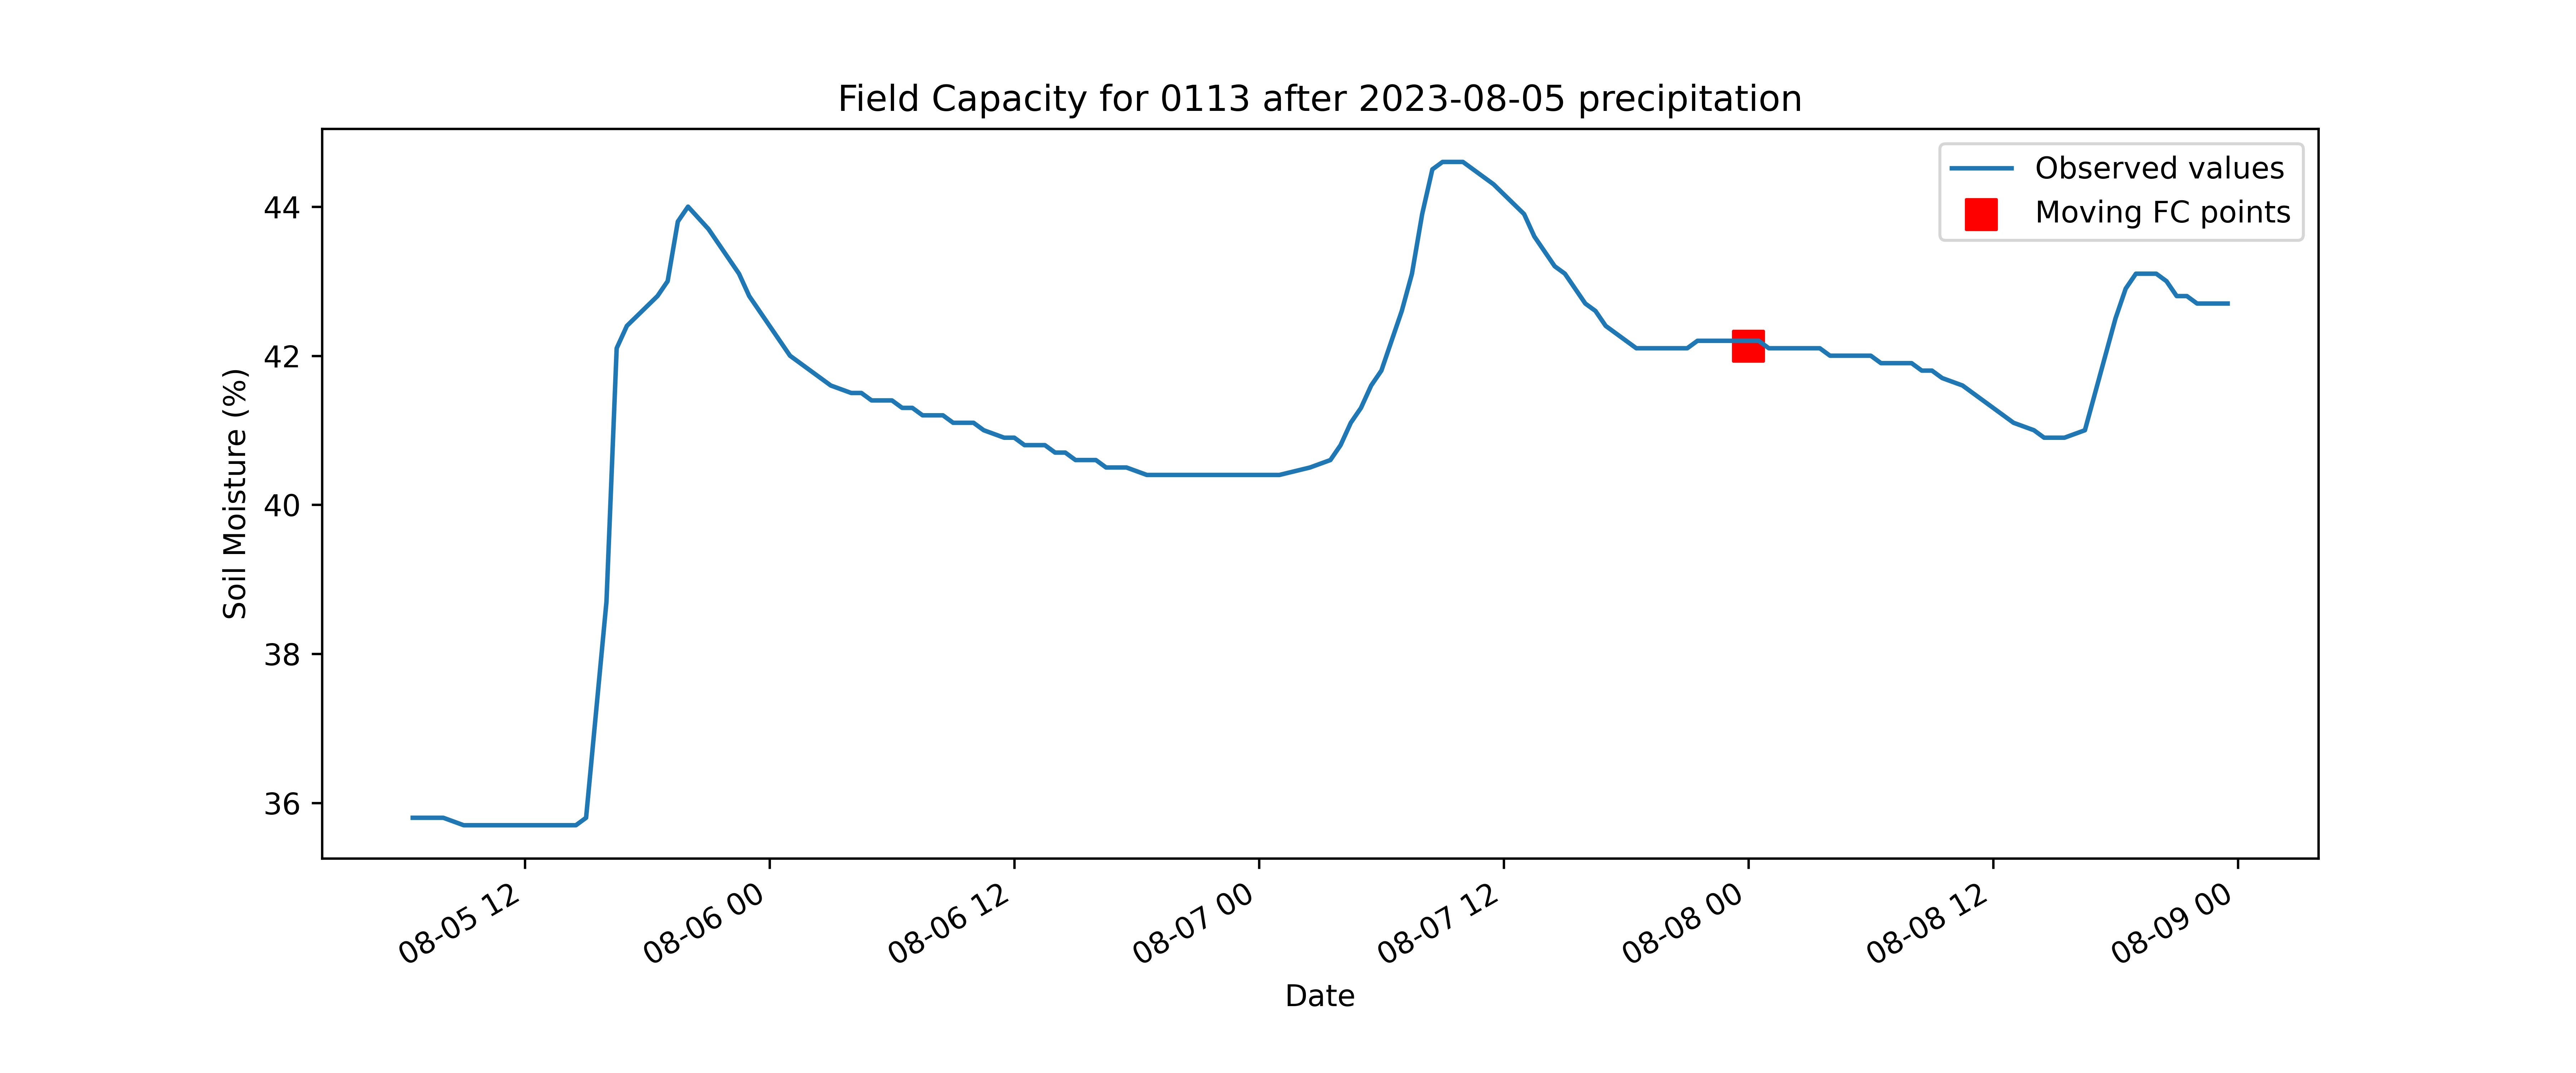 Field Capacity for 0113 after 2023-08-05 precipitation
Observed values
Moving FC points
Soil Moisture (%)
44
42
40
38
36
08-05 12
08-06 00
08-06 12
08-07 00
08-07 12
08-08 00
08-08 12
08-09 00
Date